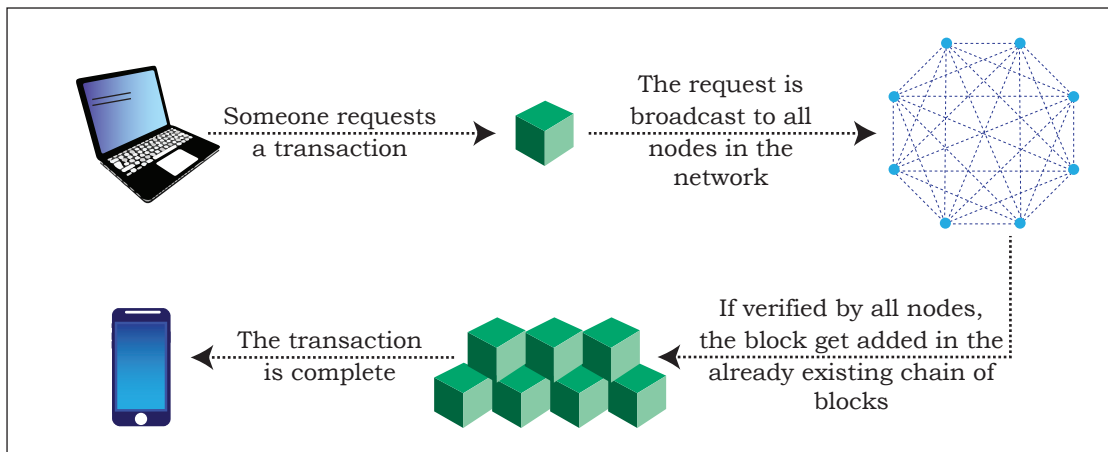 Someone requests
a transaction
The request is
broadcast to all
nodes in the
network
If verified by all nodes,
the block get added in the
already existing chain of
blocks
The transaction
is complete